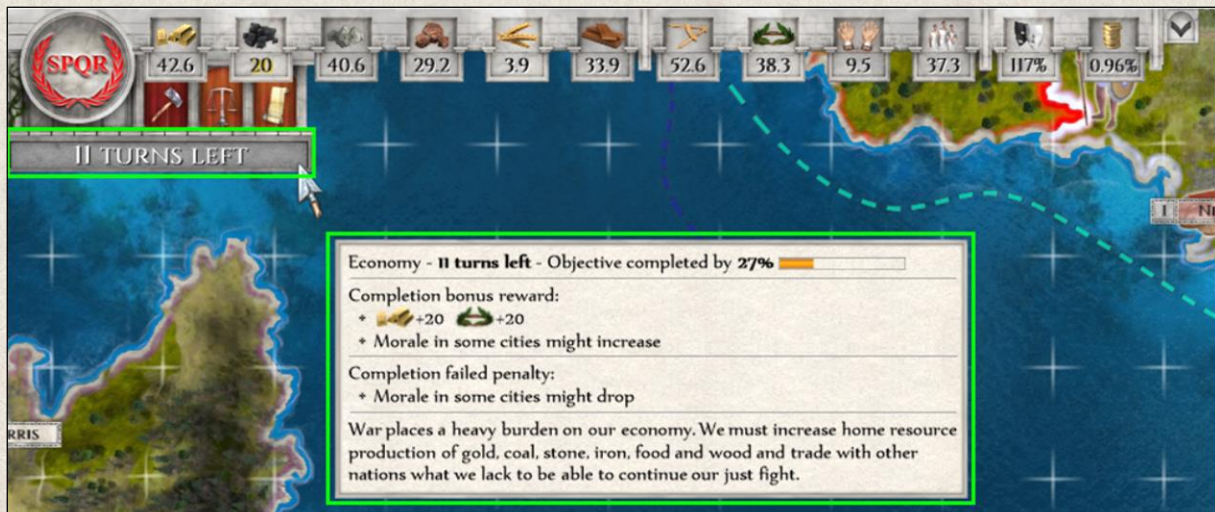 SPQR
42.6 20 40.6 29.2 3.9 33.9 52.6 38.3 9.5 37.3 117% 0.96%
11 TURNS LEFT
1
Economy - 11 turns left - Objective completed by 27%
Completion bonus reward:
+ +20 +20
+ Morale in some cities might increase
Completion failed penalty:
+ Morale in some cities might drop
War places a heavy burden on our economy. We must increase home resource
production of gold, coal, stone, iron, food and wood and trade with other
nations what we lack to be able to continue our just fight.
RRIS